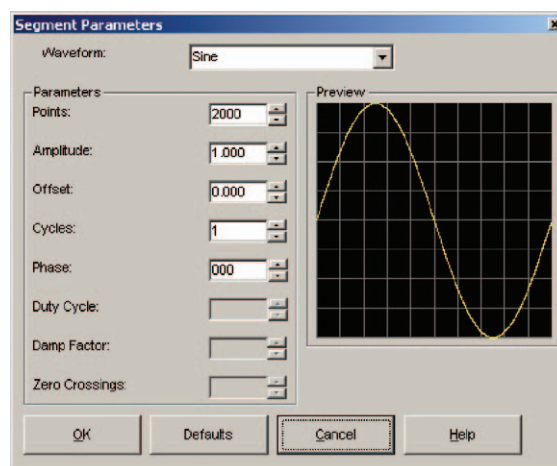 Segment Parameters
Waveform: Sine
Parameters
Points: 2000
Amplitude: 1.000
Offset: 0.000
Cycles: 1
Phase: 000
Duty Cycle:
Damp Factor:
Zero Crossings:
Preview
OK Defaults Cancel Help